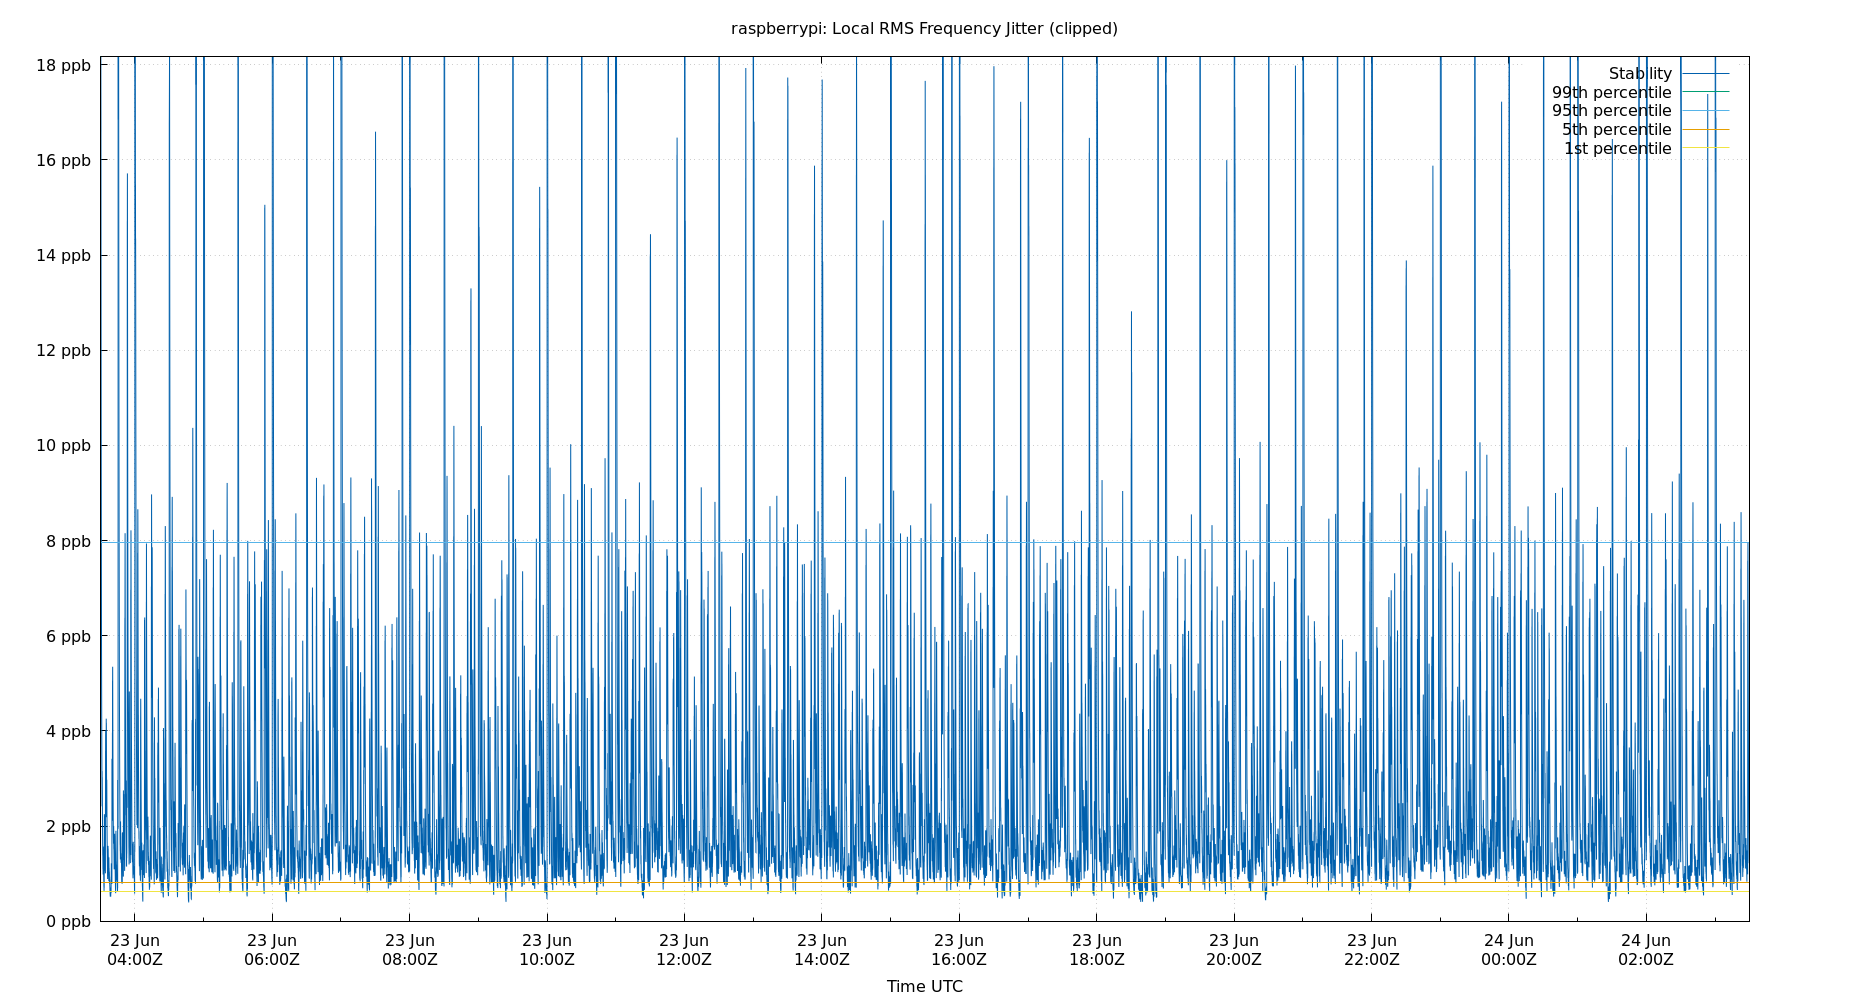 raspberrypi: Local RMS Frequency Jitter (clipped)
18 ppb
16 ppb
14 ppb
12 ppb
10 ppb
8 ppb
6 ppb
4 ppb
2 ppb
0 ppb
Stability
99th percentile
95th percentile
5th percentile
1st percentile
23 Jun 23 Jun 23 Jun 23 Jun 23 Jun 23 Jun 23 Jun 23 Jun 23 Jun 23 Jun 24 Jun 24 Jun
04:00Z 06:00Z 08:00Z 10:00Z 12:00Z 14:00Z 16:00Z 18:00Z 20:00Z 22:00Z 00:00Z 02:00Z
Time UTC